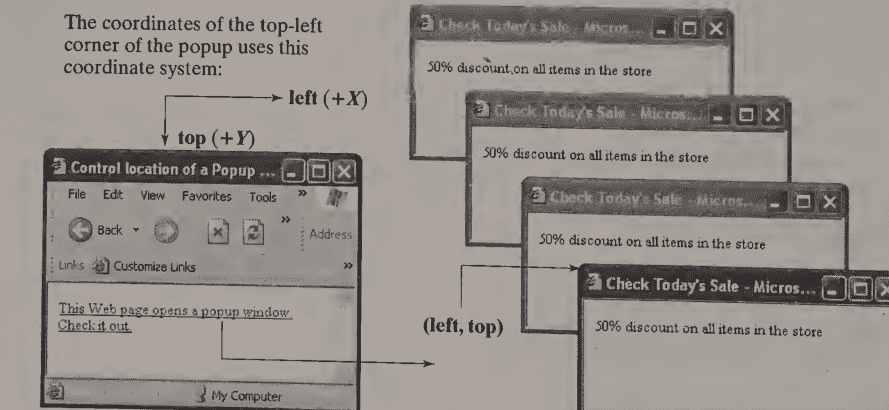 The coordinates of the top-left
corner of the popup uses this
coordinate system:
left (+X)
top (+Y)
Control location of a Popup ...
File Edit View Favorites Tools »
Back »
Address
Links Customize Links »
This Web page opens a popup window.
Check it out.
My Computer
Check Today's Sale - Micros...
50% discount on all items in the store
Check Today's Sale - Micros...
50% discount on all items in the store
Check Today's Sale - Micros...
50% discount on all items in the store
(left, top)
Check Today's Sale - Micros...
50% discount on all items in the store